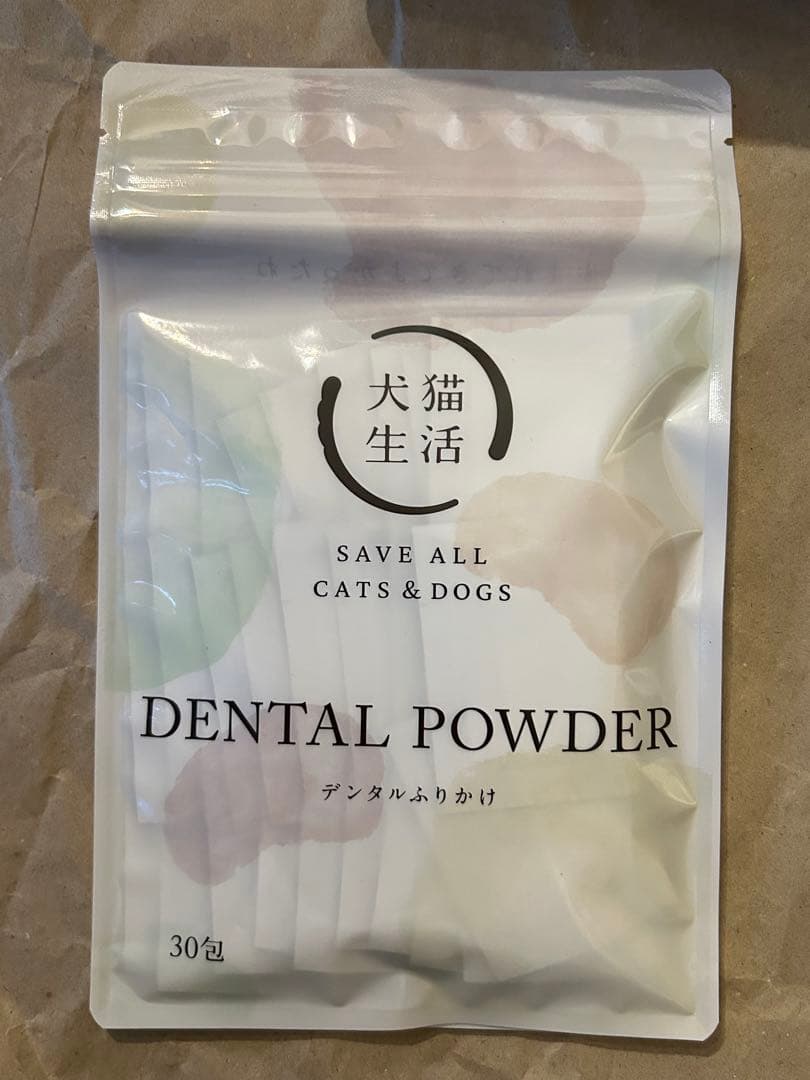 犬猫
生活
SAVE ALL
CATS & DOGS
DENTAL POWDER
デンタルふりかけ
30包